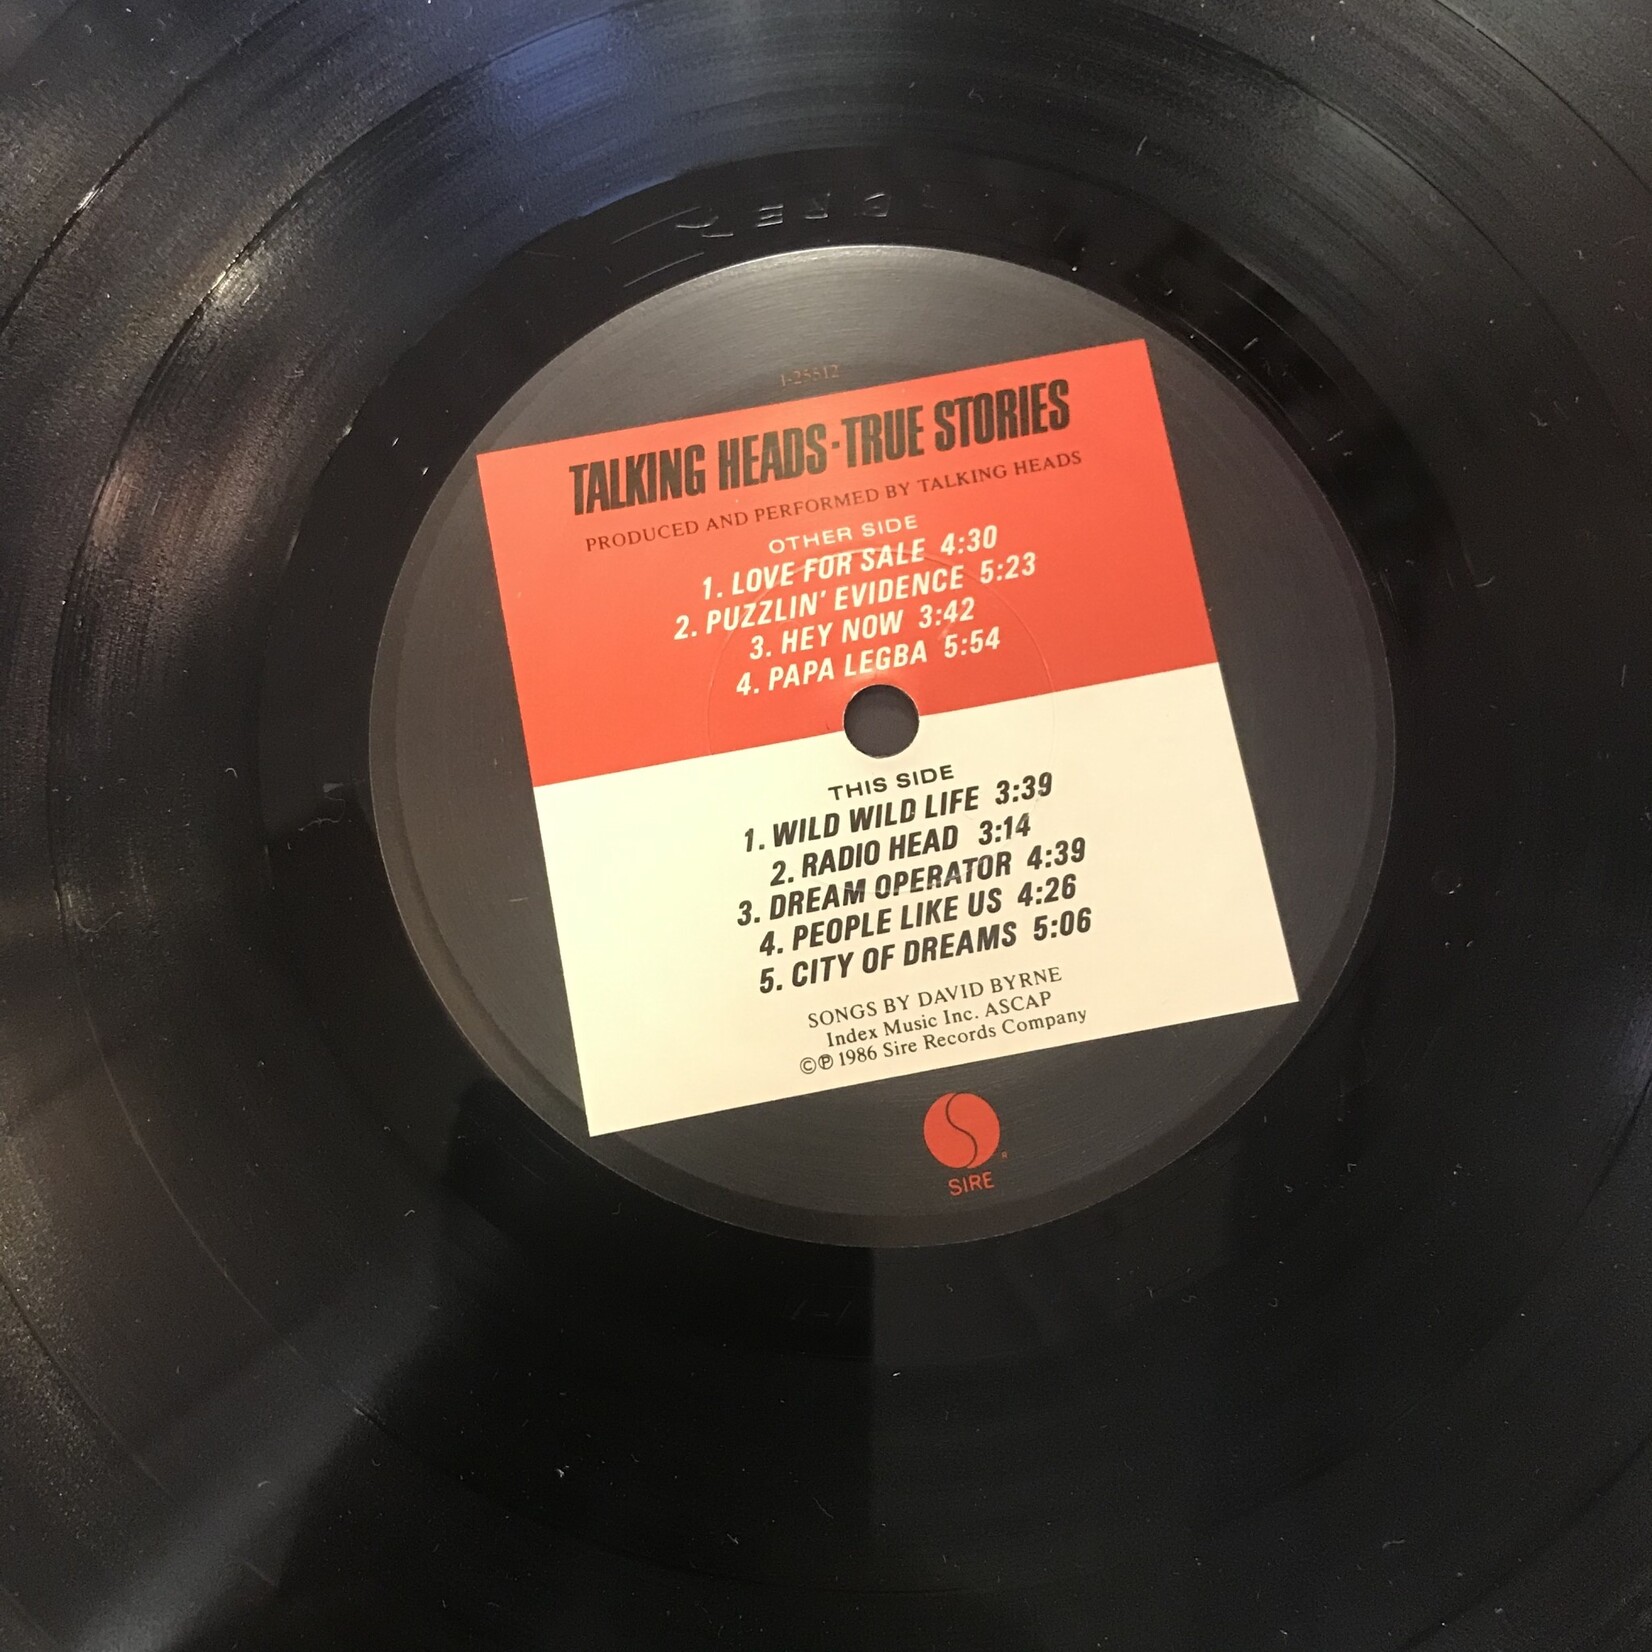 1-25512
TALKING HEADS·TRUE STORIES
PRODUCED AND PERFORMED BY TALKING HEADS
OTHER SIDE
1. LOVE FOR SALE 4:30
2. PUZZLIN' EVIDENCE 5:23
3. HEY NOW 3:42
4. PAPA LEGBA 5:54
THIS SIDE
1. WILD WILD LIFE 3:39
2. RADIO HEAD 3:14
3. DREAM OPERATOR 4:39
4. PEOPLE LIKE US 4:26
5. CITY OF DREAMS 5:06
SONGS BY DAVID BYRNE
Index Music Inc. ASCAP
©℗ 1986 Sire Records Company
®
SIRE